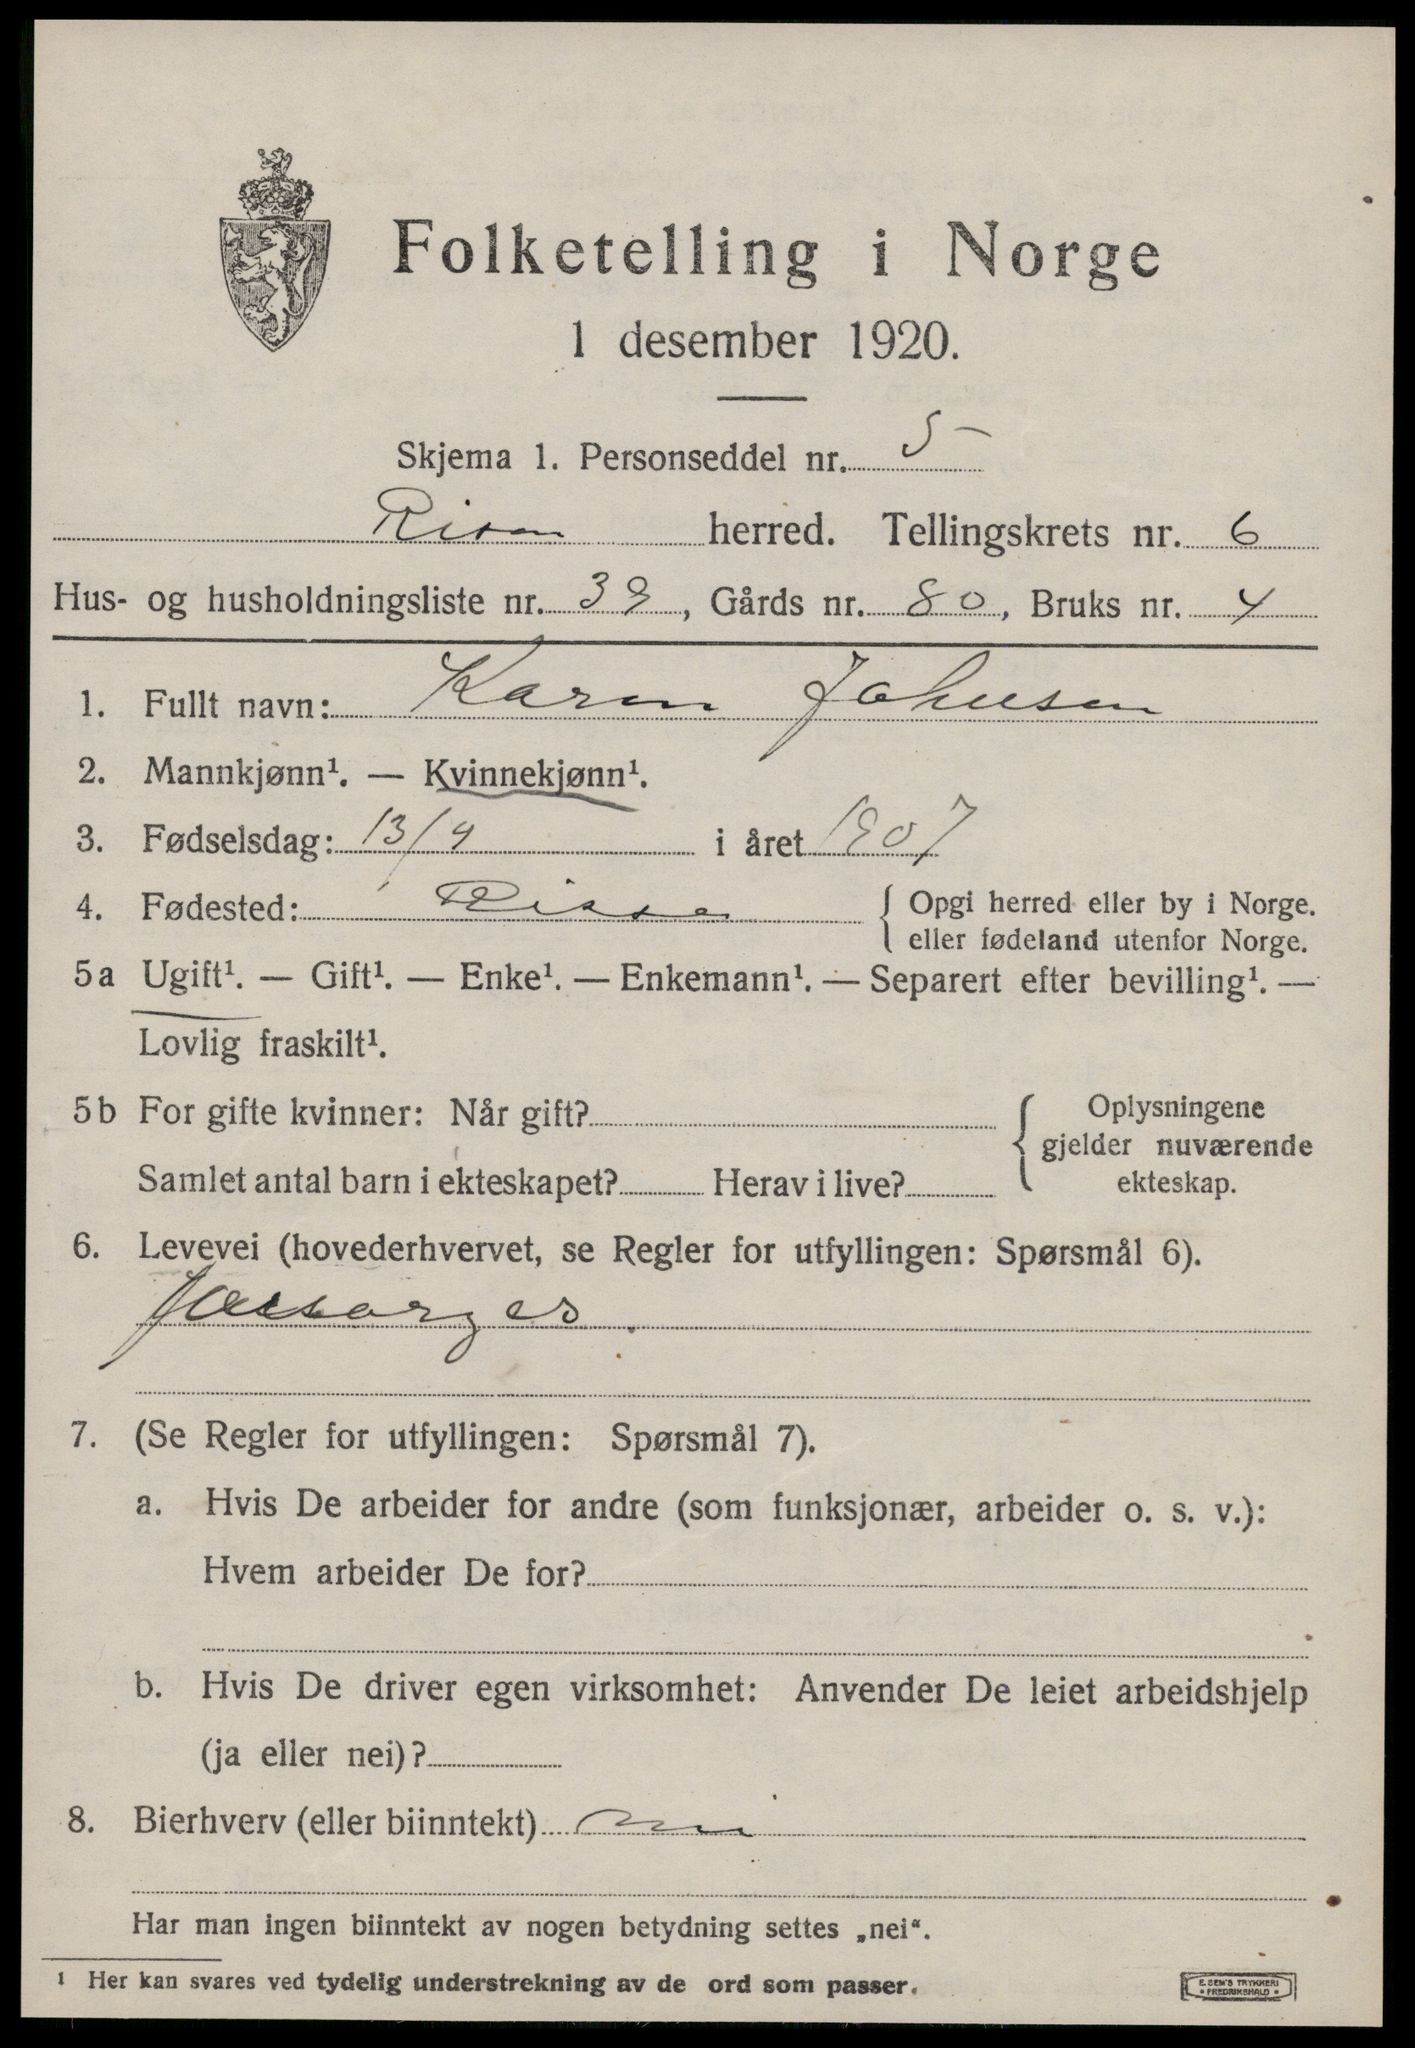 Folketelling i Norge
1 desember 1920.
Skjema 1. Personseddel nr. 5
Rissa herred. Tellingskrets nr. 6
Hus- og husholdningsliste nr. 39, Gårds nr. 80, Bruks nr. 4
1. Fullt navn: Karen Johnsen
2. Mannkjønn¹. — Kvinnekjønn¹.
3. Fødselsdag: 13/4 i året 1907
4. Fødested: Rissa { Opgi herred eller by i Norge.
eller fødeland utenfor Norge.
5a Ugift¹. — Gift¹. — Enke¹. — Enkemann¹. — Separert efter bevilling¹. —
Lovlig fraskilt¹.
5b For gifte kvinner: Når gift?
Samlet antal barn i ekteskapet? Herav i live?
{ Oplysningene
gjelder nuværende
ekteskap.
6. Levevei (hovederhvervet, se Regler for utfyllingen: Spørsmål 6).
Forsørges
7. (Se Regler for utfyllingen: Spørsmål 7).
a. Hvis De arbeider for andre (som funksjonær, arbeider o. s. v.):
Hvem arbeider De for?
b. Hvis De driver egen virksomhet: Anvender De leiet arbeidshjelp
(ja eller nei)?
8. Bierhverv (eller biinntekt) nei
Har man ingen biinntekt av nogen betydning settes „nei“.
1 Her kan svares ved tydelig understrekning av de ord som passer.
E. SEM'S TRYKKERI
• FREDRIKSHALD •